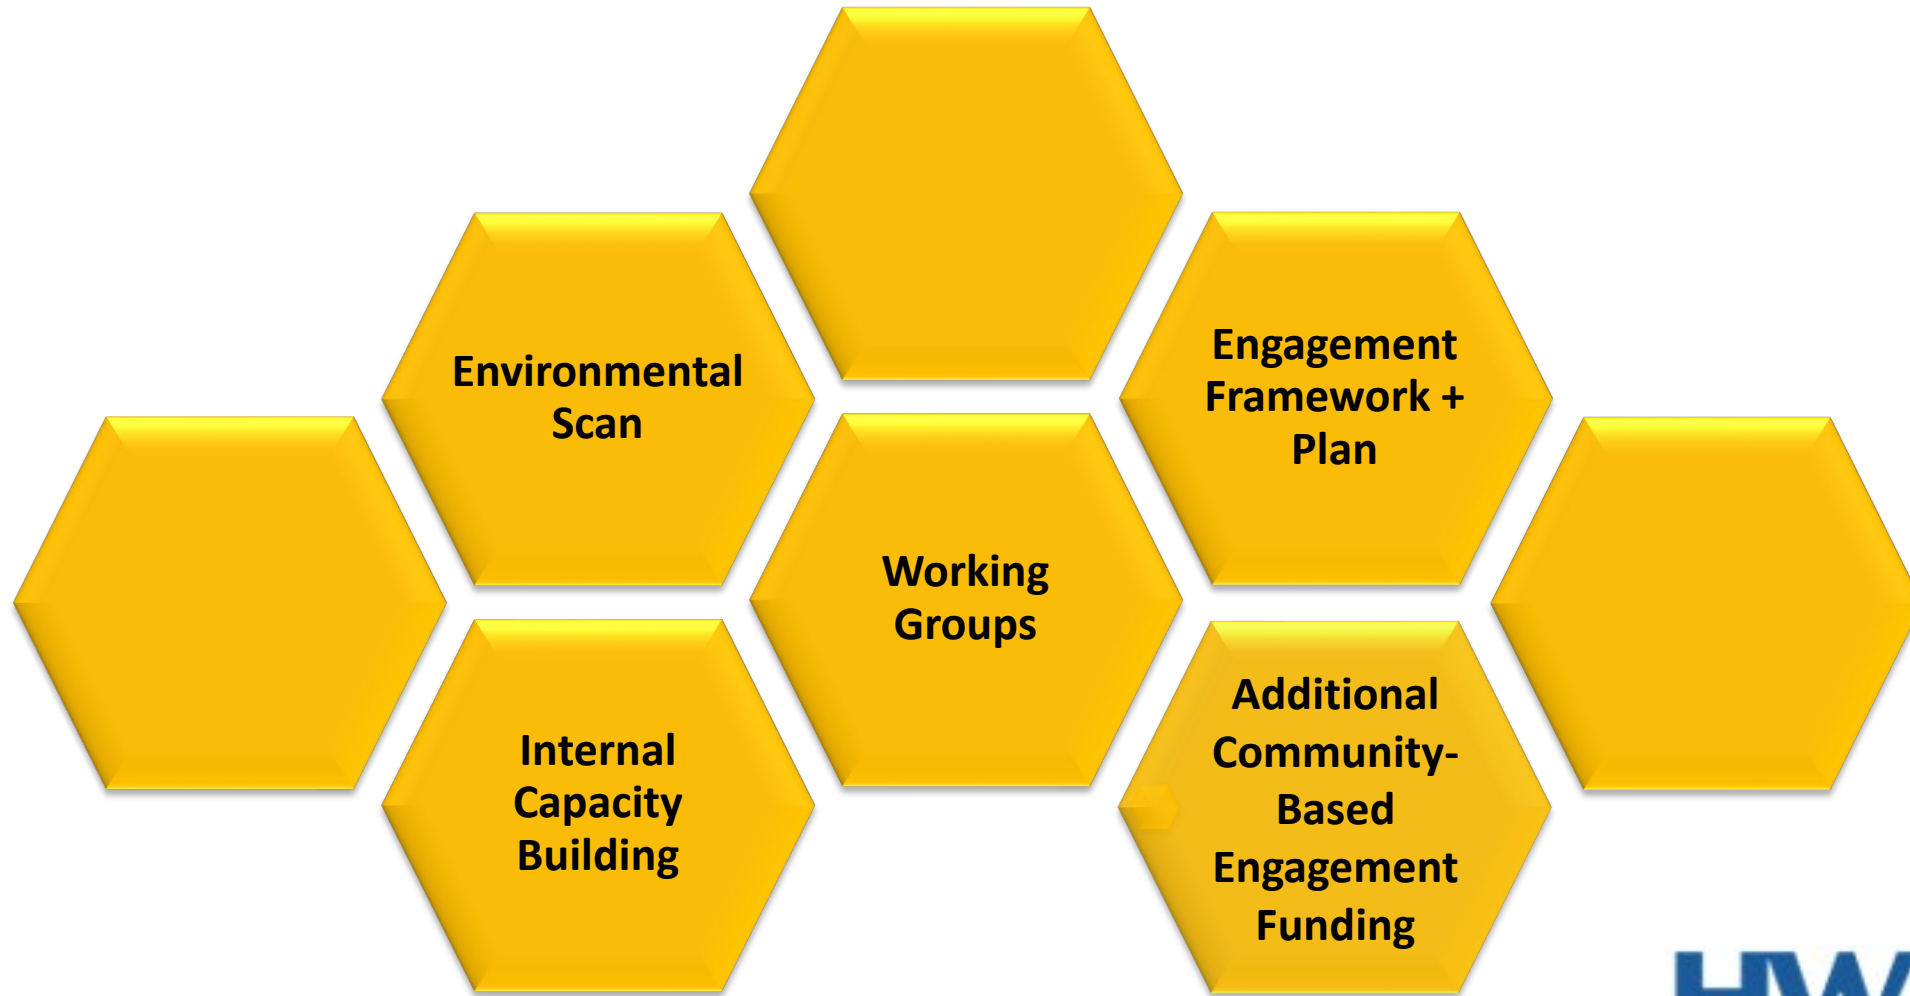 Environmental
Scan
Engagement
Framework +
Plan
Working
Groups
Internal
Capacity
Building
Additional
Community-
Based
Engagement
Funding